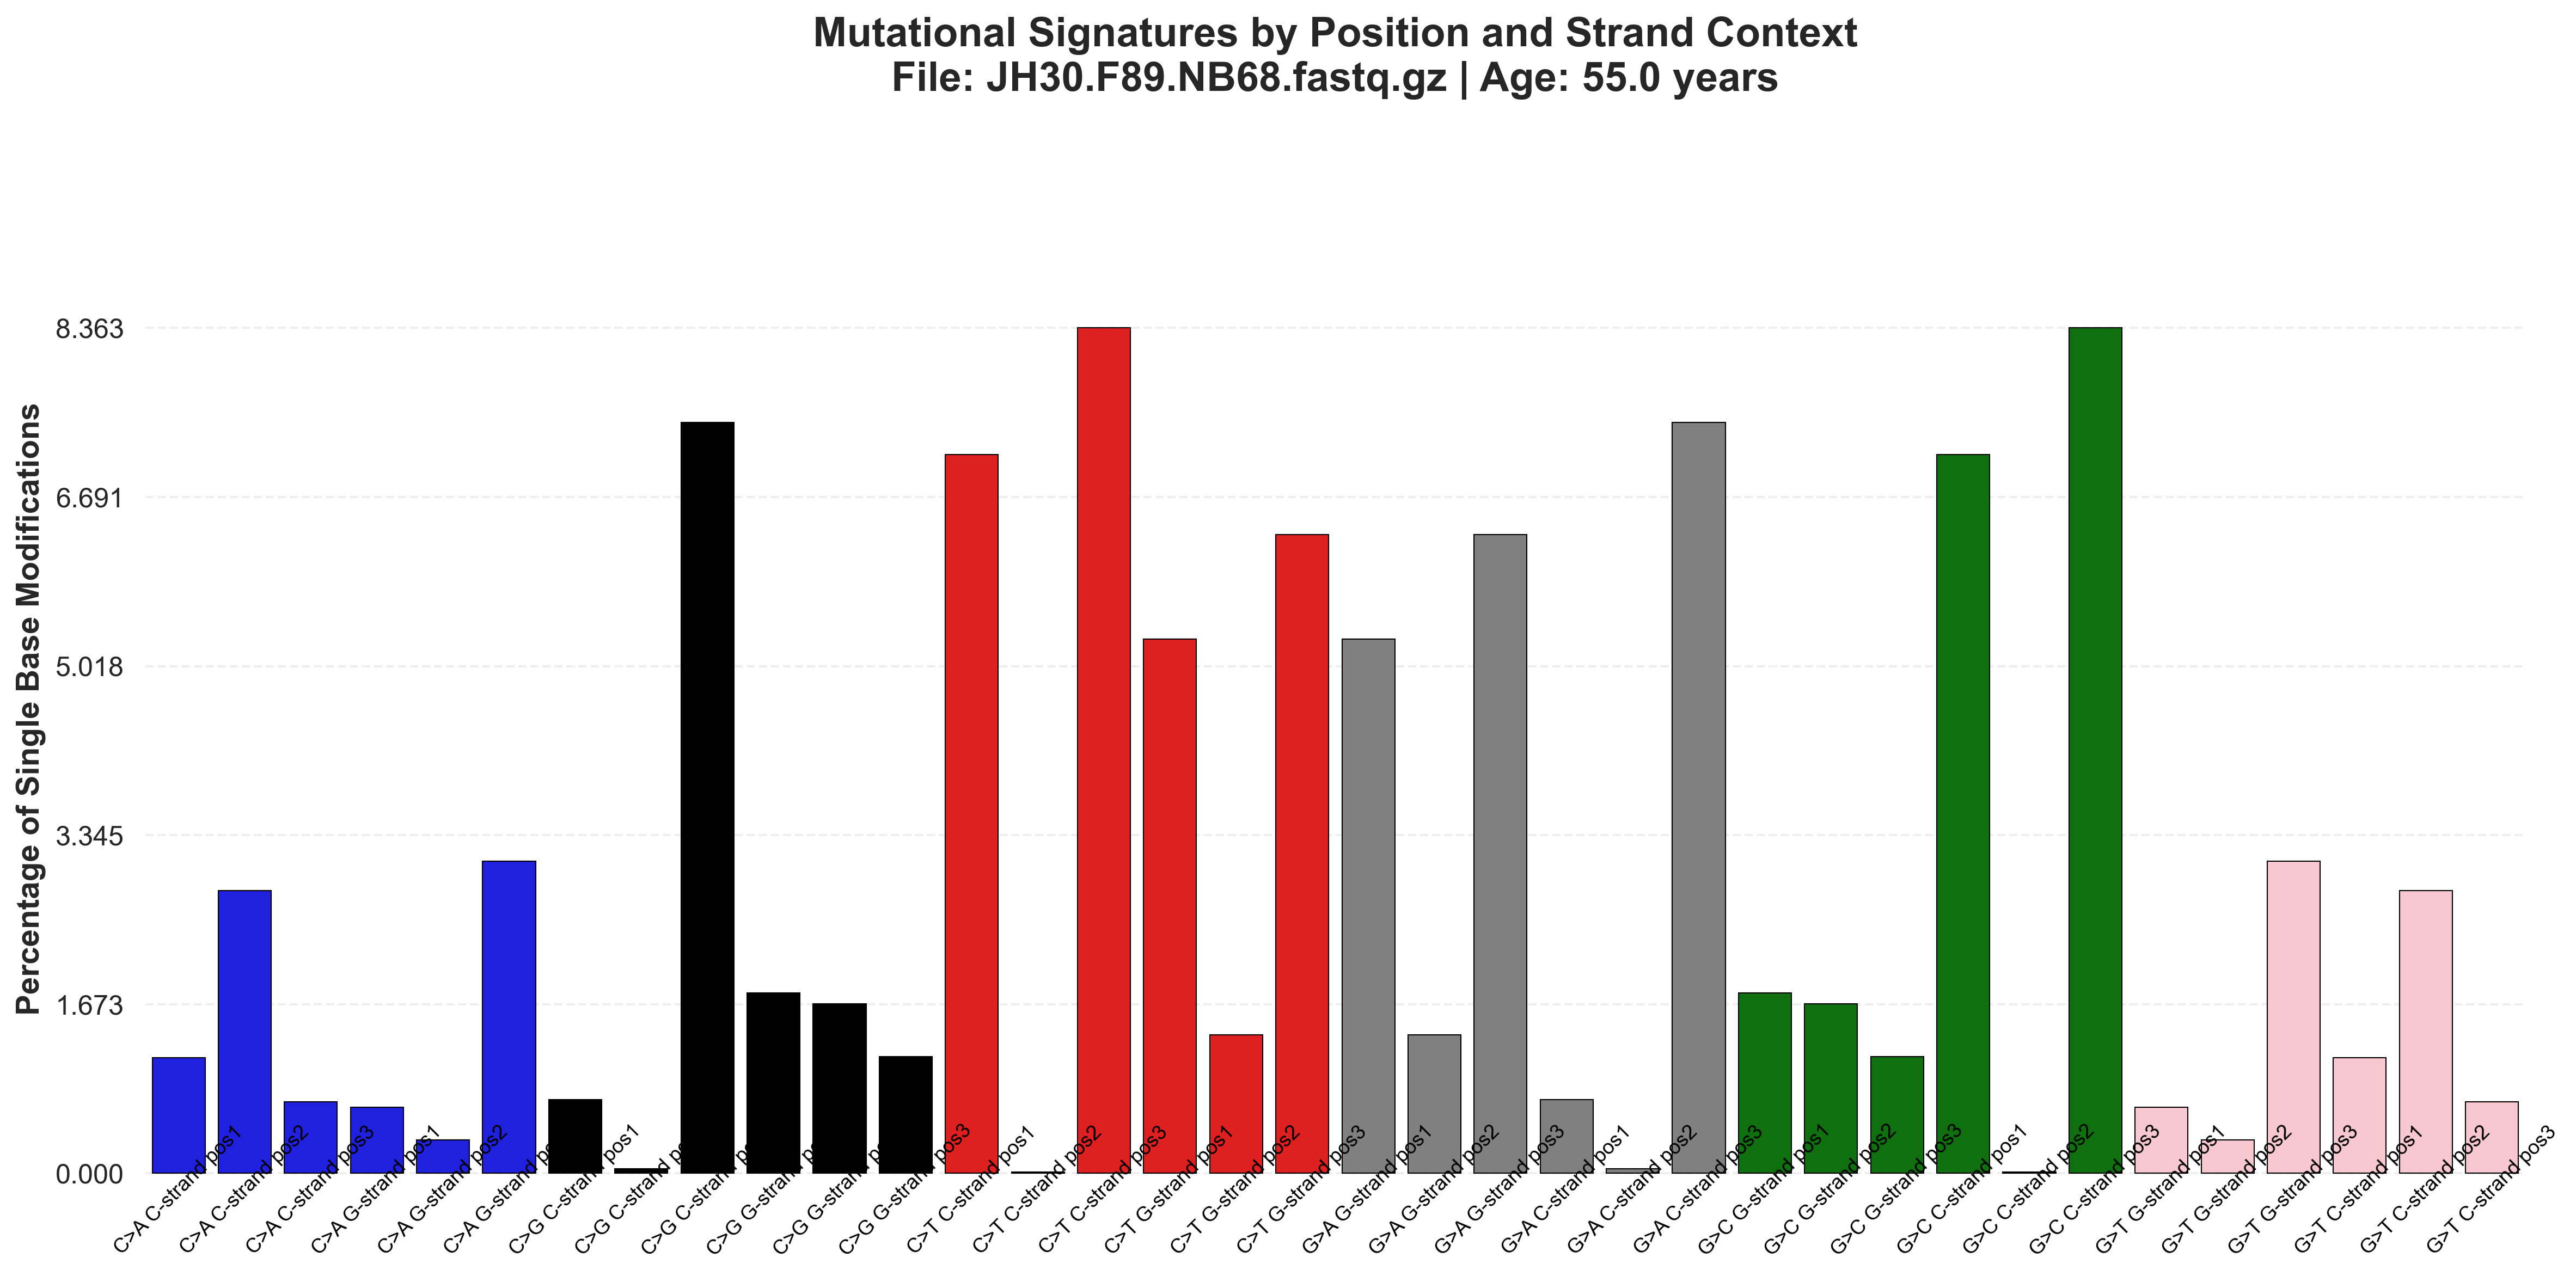 Mutational Signatures by Position and Strand Context
File: JH30.F89.NB68.fastq.gz | Age: 55.0 years
Percentage of Single Base Modifications
8.363
6.691
5.018
3.345
1.673
0.000
C>A C-strand pos1
C>A C-strand pos2
C>A C-strand pos3
C>A G-strand pos1
C>A G-strand pos2
C>A G-strand
C>G C-strand pos1
C>G C-strand
C>G C-strand
C>G G-strand
C>G G-strand
C>G G-strand pos3
C>T C-strand pos1
C>T C-strand pos2
C>T C-strand pos3
C>T G-strand pos1
C>T G-strand pos2
C>T G-strand pos3
G>A G-strand pos1
G>A G-strand pos2
G>A G-strand pos3
G>A C-strand pos1
G>A C-strand pos2
G>A C-strand pos3
G>C G-strand pos1
G>C G-strand pos2
G>C G-strand pos3
G>C C-strand pos1
G>C C-strand pos2
G>C C-strand pos3
G>T G-strand pos1
G>T G-strand pos2
G>T G-strand pos3
G>T C-strand pos1
G>T C-strand pos2
G>T C-strand pos3